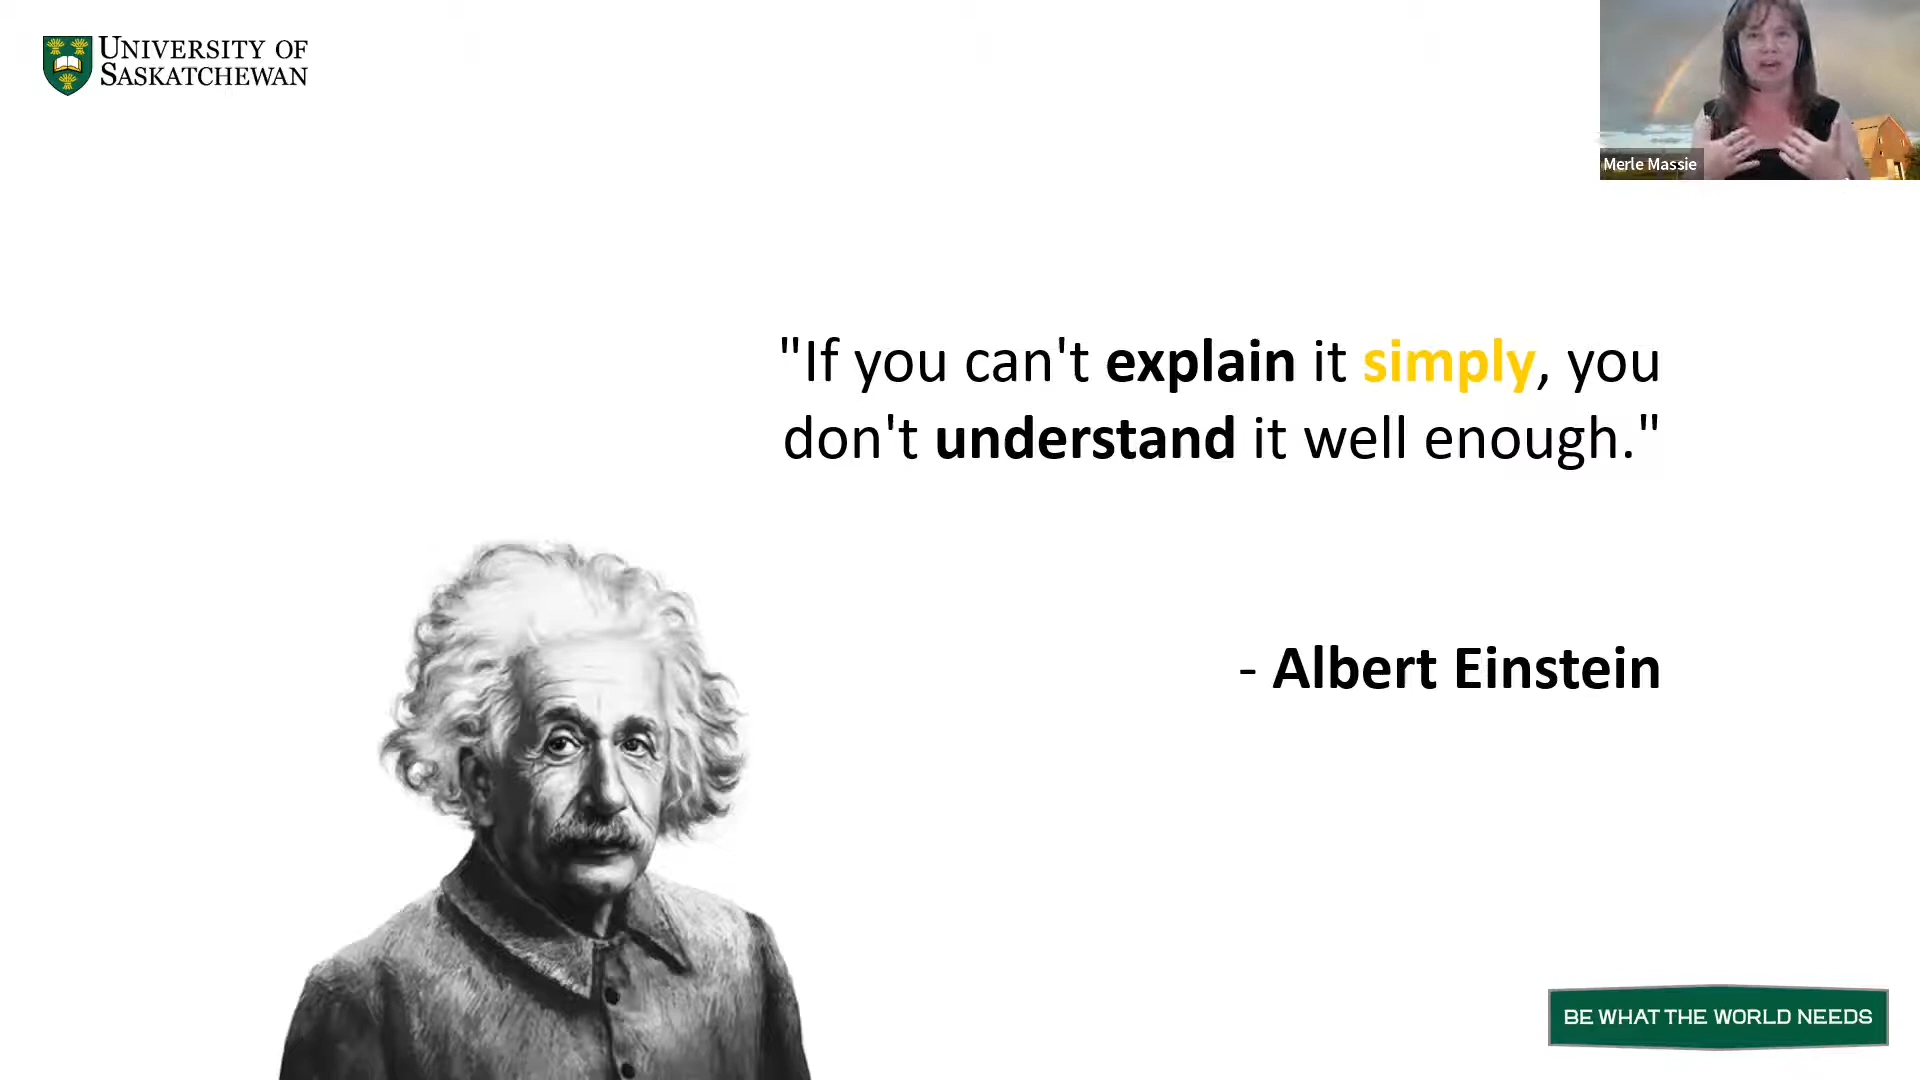 UNIVERSITY OF
SASKATCHEWAN
Merle Massie
"If you can't explain it simply, you
don't understand it well enough."
- Albert Einstein
BE WHAT THE WORLD NEEDS